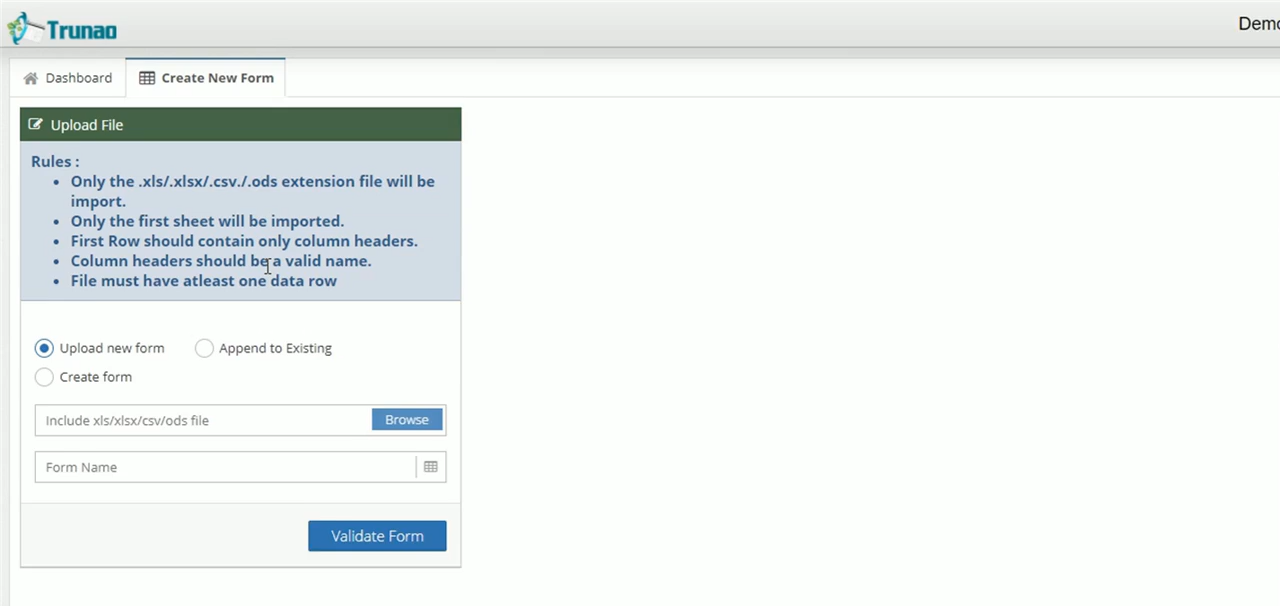 Trunao
Demo
Dashboard
Create New Form
Upload File
Rules :
Only the .xls/.xlsx/.csv./.ods extension file will be
import.
Only the first sheet will be imported.
First Row should contain only column headers.
Column headers should be a valid name.
File must have atleast one data row
Upload new form
Append to Existing
Create form
Include xls/xlsx/csv/ods file
Browse
Form Name
Validate Form